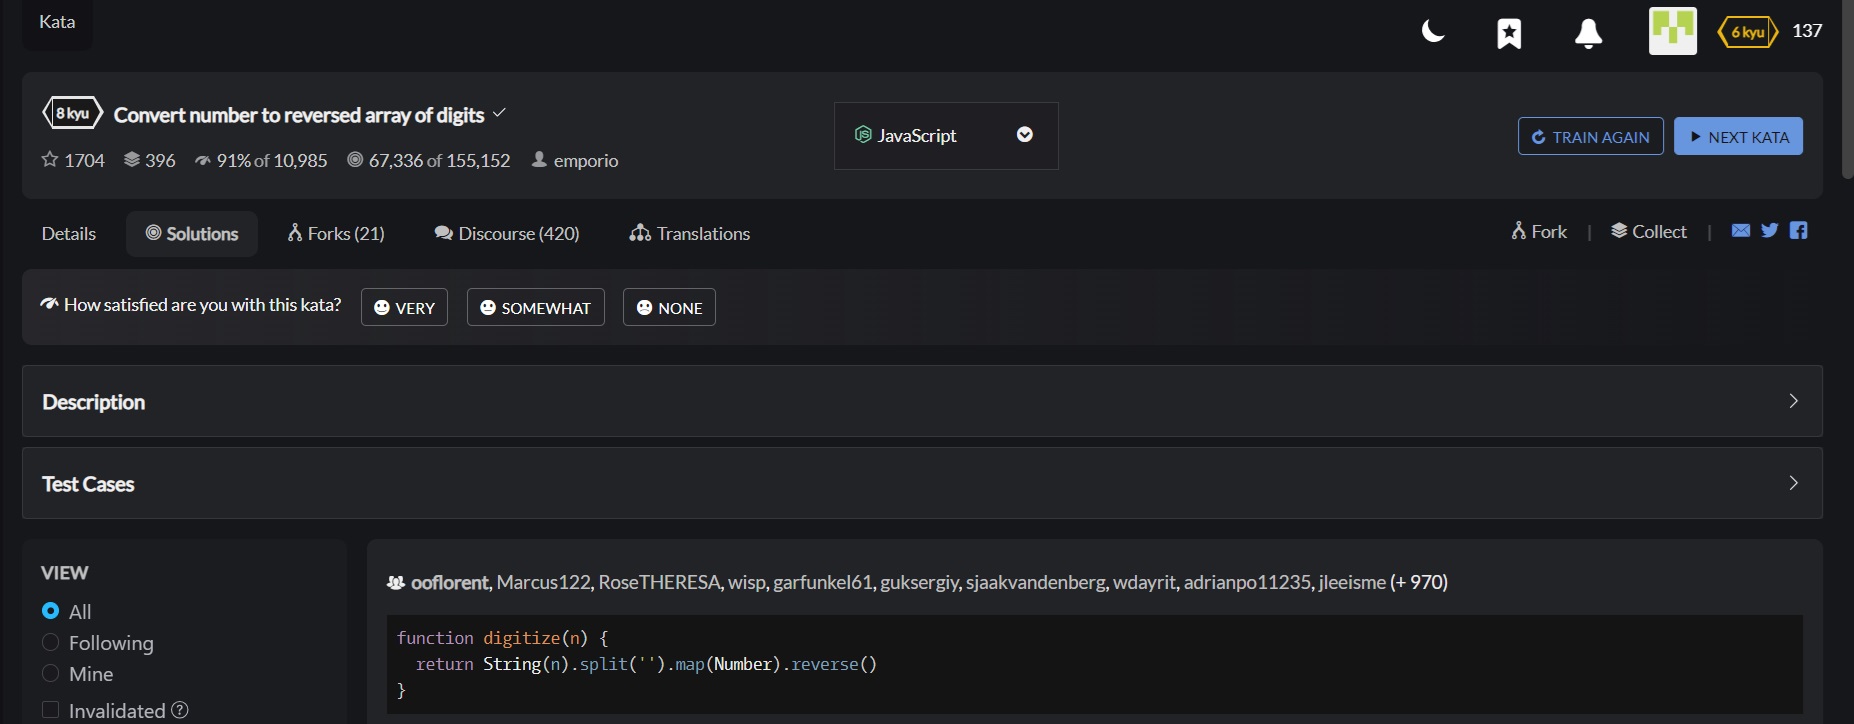 Kata
6 kyu 137
8 kyu Convert number to reversed array of digits
1704 396 91% of 10,985 67,336 of 155,152 emporio
JavaScript
TRAIN AGAIN NEXT KATA
Details Solutions Forks (21) Discourse (420) Translations
Fork | Collect |
How satisfied are you with this kata? VERY SOMEWHAT NONE
Description
Test Cases
VIEW
All
Following
Mine
Invalidated
ooflorent, Marcus122, RoseTHERESA, wisp, garfunkel61, guksergiy, sjaakvandenberg, wdayrit, adrianpo11235, jleeisme (+ 970)
function digitize(n) {
  return String(n).split('').map(Number).reverse()
}